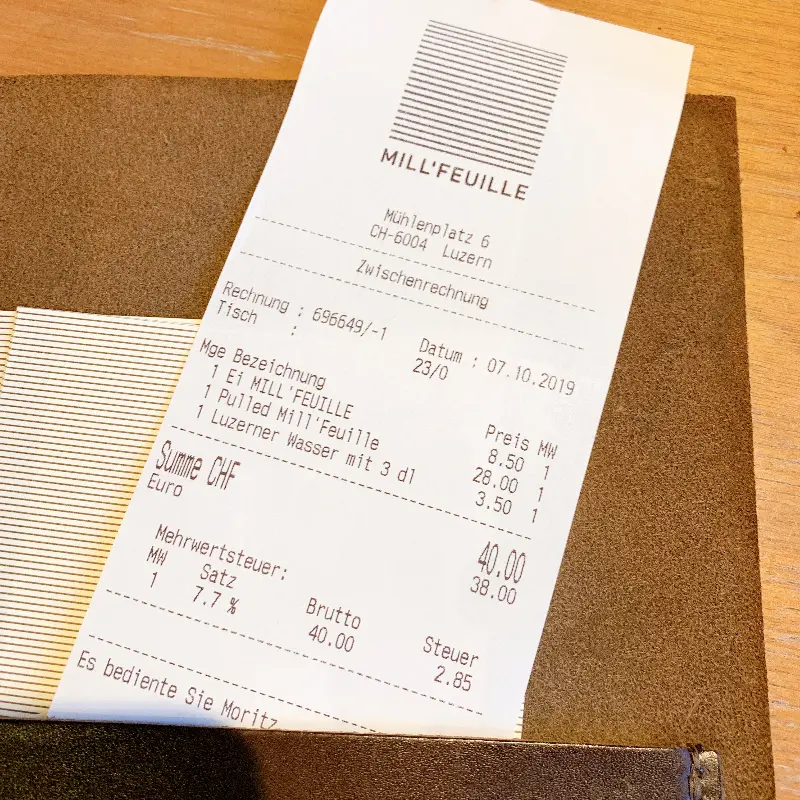 MILL'FEUILLE
Mühlenplatz 6
CH-6004 Luzern
Zwischenrechnung
Rechnung : 696649/-1 Datum : 07.10.2019
Tisch : 23/0
Mge Bezeichnung Preis MW
1 Ei MILL'FEUILLE 8.50 1
1 Pulled Mill'Feuille 28.00 1
1 Luzerner Wasser mit 3 dl 3.50 1
Summe CHF 40.00
Euro 38.00
Mehrwertsteuer:
MW Satz Brutto Steuer
1 7.7 % 40.00 2.85
Es bediente Sie Moritz